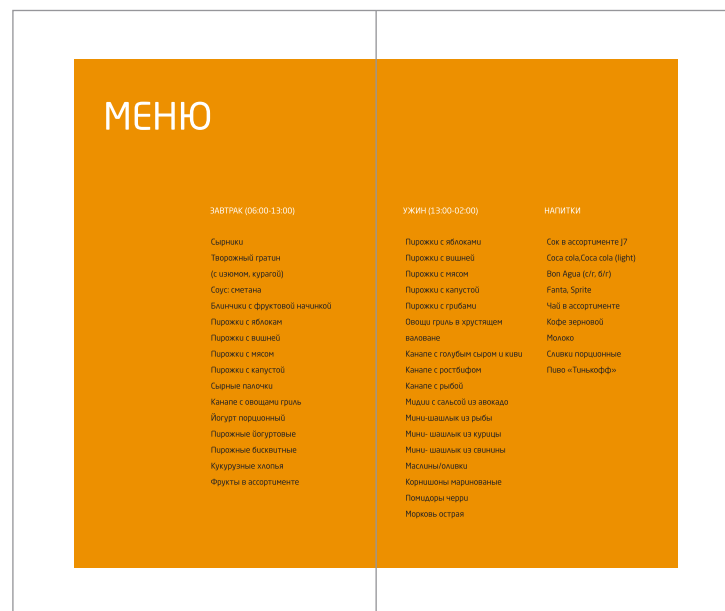 МЕНЮ
ЗАВТРАК (06:00-13:00)
Сырники
Творожный гратин
(с изюмом, курагой)
Соус: сметана
Блинчики с фруктовой начинкой
Пирожки с яблокам
Пирожки с вишней
Пирожки с мясом
Пирожки с капустой
Сырные палочки
Канапе с овощами гриль
Йогурт порционный
Пирожные йогуртовые
Пирожные бисквитные
Кукурузные хлопья
Фрукты в ассортименте
УЖИН (13:00-02:00)
Пирожки с яблоками
Пирожки с вишней
Пирожки с мясом
Пирожки с капустой
Пирожки с грибами
Овощи гриль в хрустящем
валоване
Канапе с голубым сыром и киви
Канапе с ростбифом
Канапе с рыбой
Мидии с сальсой из авокадо
Мини-шашлык из рыбы
Мини- шашлык из курицы
Мини- шашлык из свинины
Маслины/оливки
Корнишоны маринованые
Помидоры черри
Морковь острая
НАПИТКИ
Сок в ассортименте J7
Coca cola,Coca cola (light)
Bon Agua (с/г, б/г)
Fanta, Sprite
Чай в ассортименте
Кофе зерновой
Молоко
Сливки порционные
Пиво «Тинькофф»